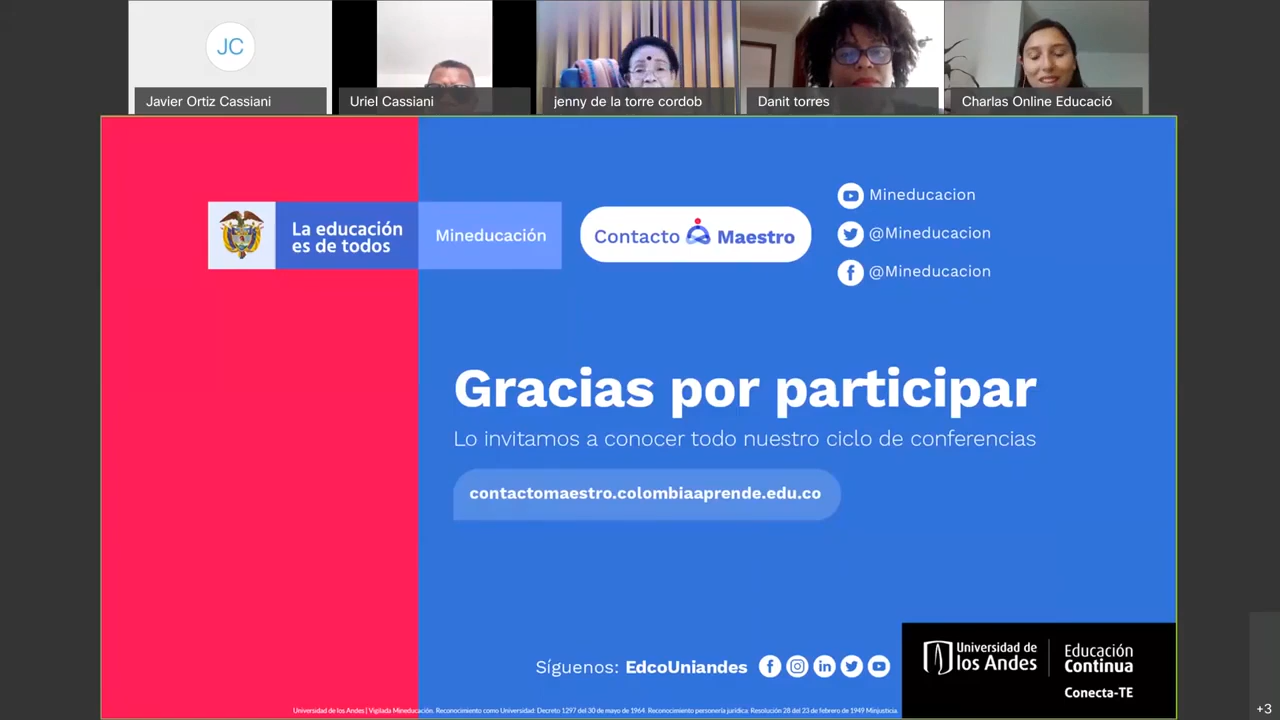 JC
Javier Ortiz Cassiani
Uriel Cassiani
jenny de la torre cordob
Danit torres
Charlas Online Educació
La educación
es de todos
Mineducación
Contacto Maestro
Mineducacion
@Mineducacion
@Mineducacion
Gracias por participar
Lo invitamos a conocer todo nuestro ciclo de conferencias
contactomaestro.colombiaaprende.edu.co
Síguenos: EdcoUniandes
Universidad de
los Andes
Educación
Continua
Conecta-TE
Universidad de los Andes | Vigilada Mineducación. Reconocimiento como Universidad: Decreto 1297 del 30 de mayo de 1964. Reconocimiento personería jurídica: Resolución 28 del 23 de febrero de 1949 Minjusticia.
+3